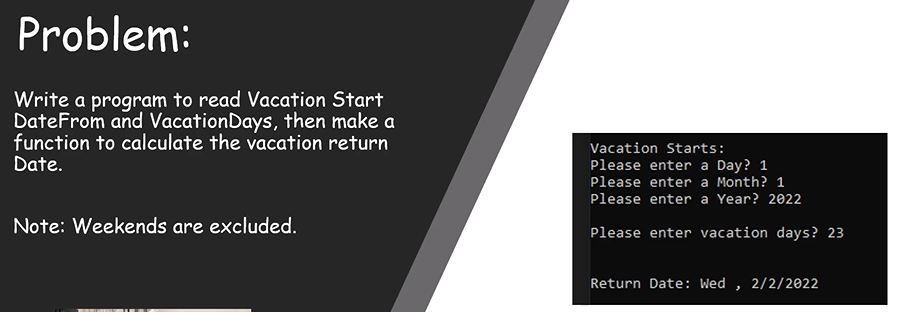 Problem:
Write a program to read Vacation Start
DateFrom and VacationDays, then make a
function to calculate the vacation return
Date.
Note: Weekends are excluded.
Vacation Starts:
Please enter a Day? 1
Please enter a Month? 1
Please enter a Year? 2022
Please enter vacation days? 23
Return Date: Wed , 2/2/2022